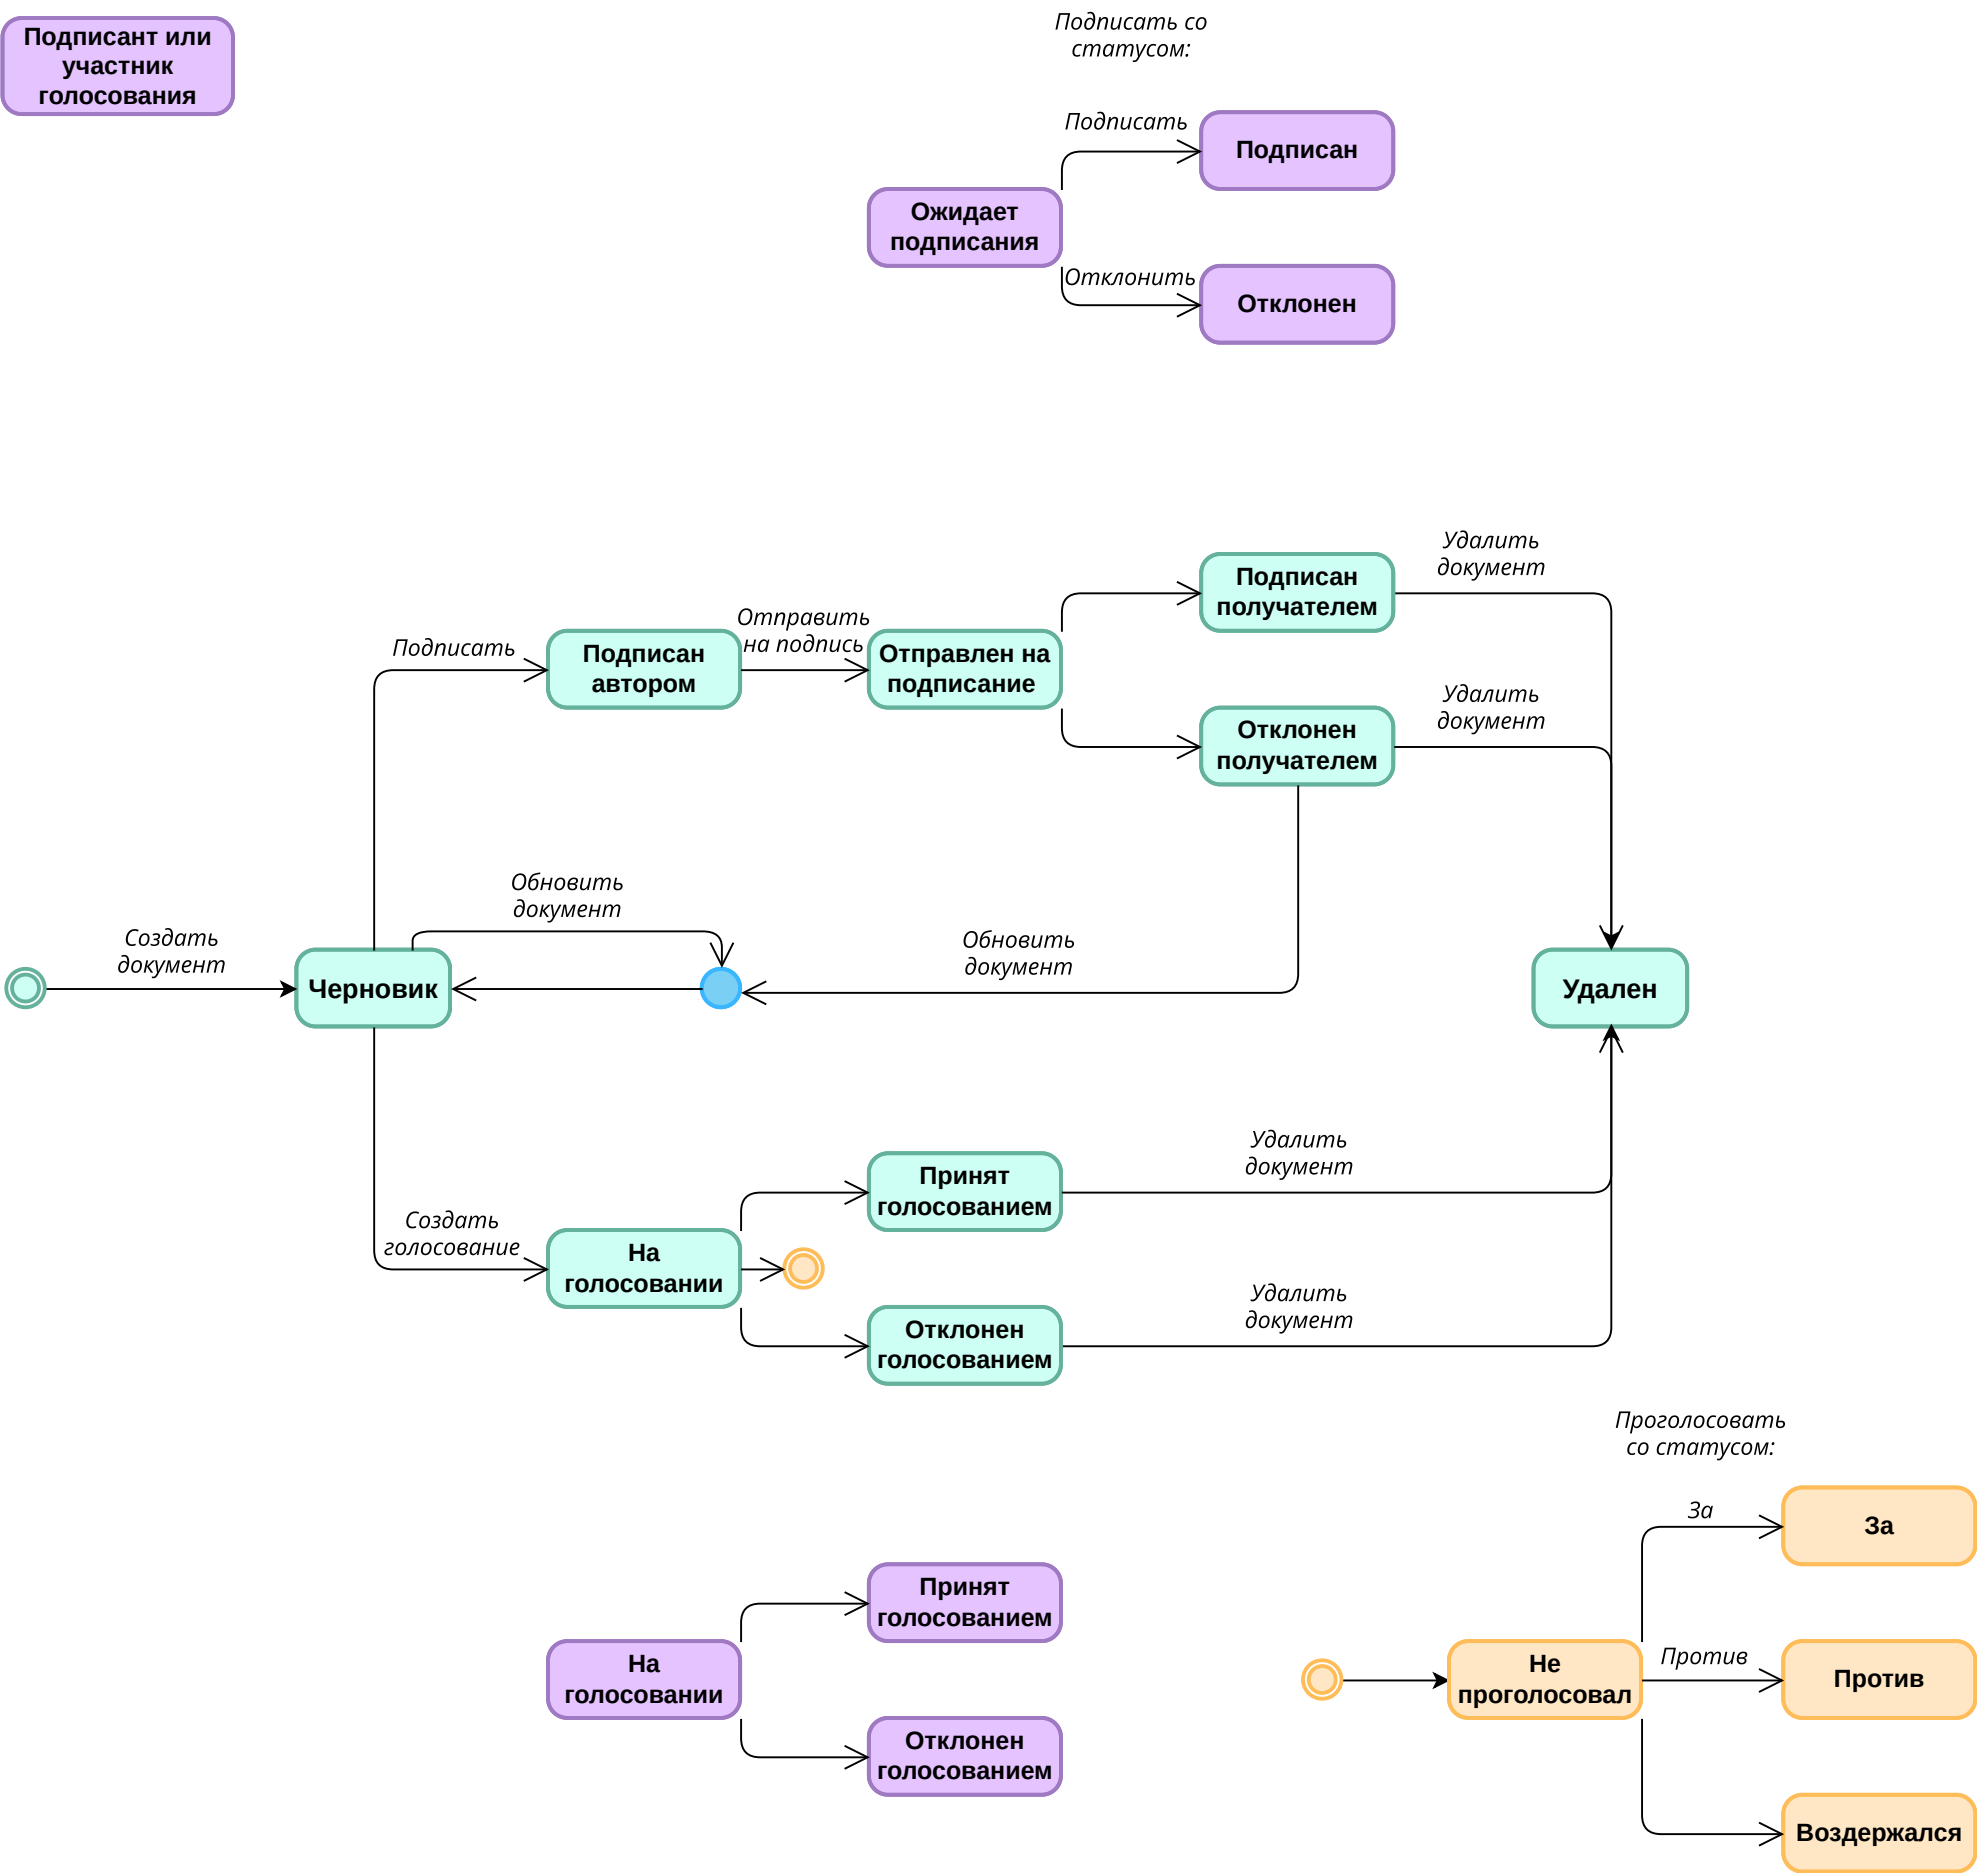 Подписант или
участник
голосования
Подписать со
статусом:
Подписать
Подписан
Ожидает
подписания
Отклонить
Отклонен
Удалить
документ
Подписан
получателем
Отправить
на подпись
Подписать
Подписан
автором
Отправлен на
подписание
Удалить
документ
Отклонен
получателем
Обновить
документ
Создать
документ
Обновить
документ
Черновик
Удален
Удалить
документ
Принят
голосованием
Создать
голосование
На
голосовании
Удалить
документ
Отклонен
голосованием
Проголосовать
со статусом:
За
За
Принят
голосованием
На
голосовании
Не
проголосовал
Против
Против
Отклонен
голосованием
Воздержался